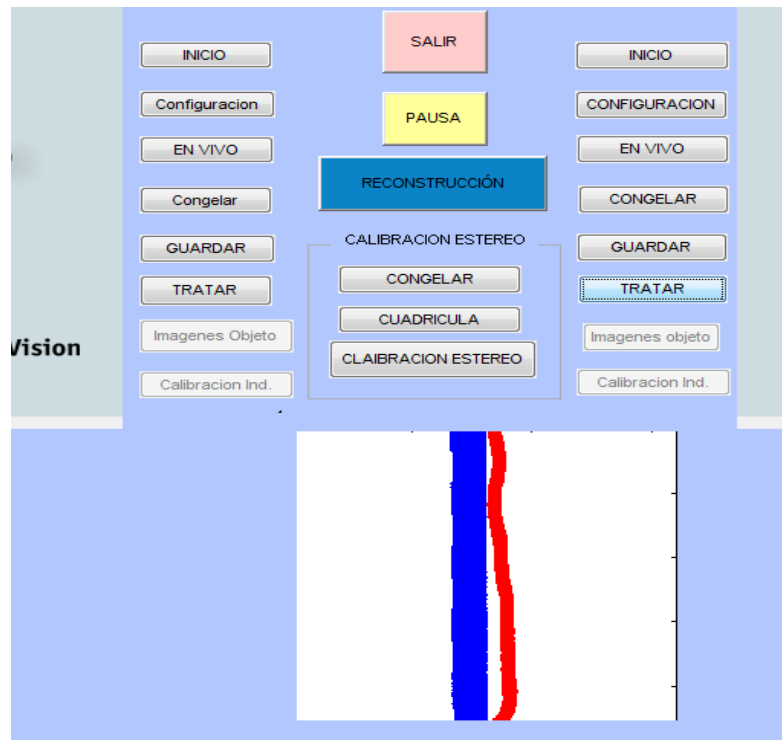 INICIO
Configuracion
EN VIVO
Congelar
GUARDAR
TRATAR
Imagenes Objeto
Calibracion Ind.
SALIR
PAUSA
RECONSTRUCCIÓN
CALIBRACION ESTEREO
CONGELAR
CUADRICULA
CLAIBRACION ESTEREO
INICIO
CONFIGURACION
EN VIVO
CONGELAR
GUARDAR
TRATAR
Imagenes objeto
Calibracion Ind.
Vision